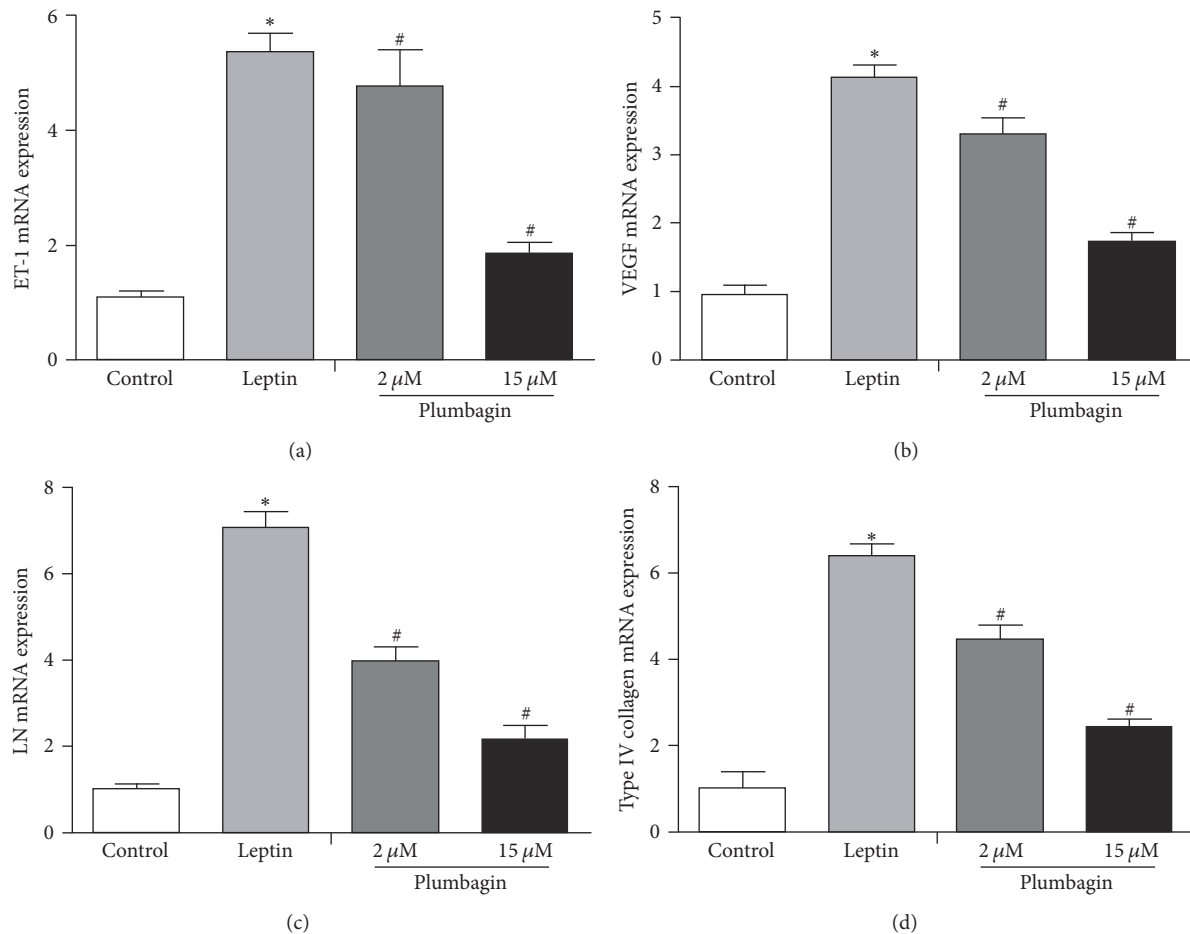 6
4
2
0
ET-1 mRNA expression
*
#
#
Control
Leptin
2 μM
15 μM
Plumbagin
(a)
5
4
3
2
1
0
VEGF mRNA expression
*
#
#
Control
Leptin
2 μM
15 μM
Plumbagin
(b)
8
6
4
2
0
LN mRNA expression
*
#
#
Control
Leptin
2 μM
15 μM
Plumbagin
(c)
8
6
4
2
0
Type IV collagen mRNA expression
*
#
#
Control
Leptin
2 μM
15 μM
Plumbagin
(d)